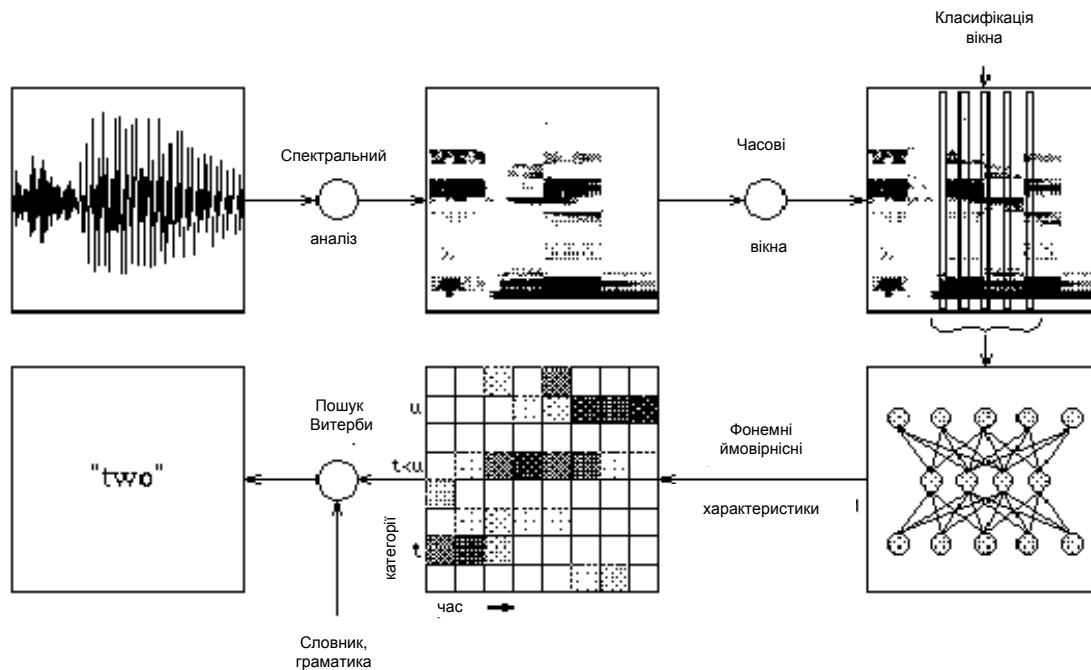 Класифікація
вікна
Спектральний
аналіз
Часові
вікна
"two"
Пошук
Витерби
Словник,
граматика
u
t<u
t
категорії
час
Фонемні
ймовірнісні
характеристики